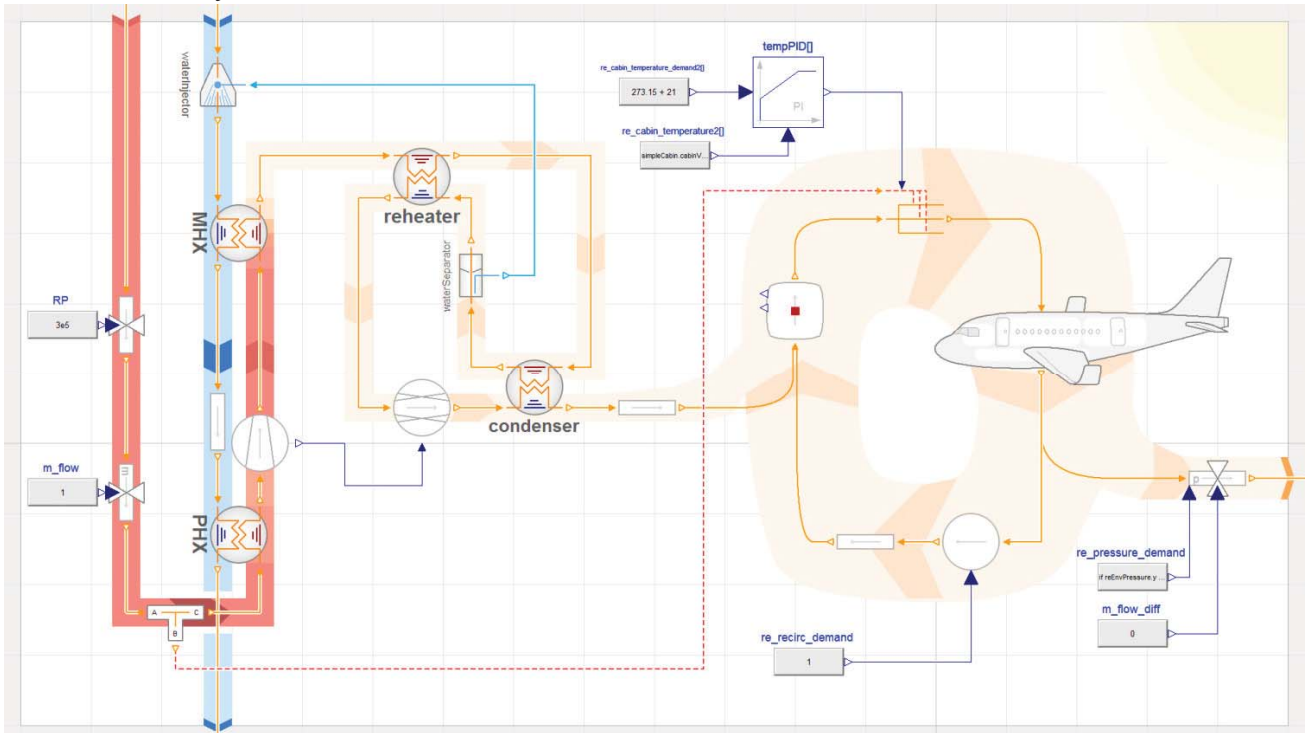 waterInjector
tempPID[]
re_cabin_temperature_demand2[]
273.15 + 21
PI
re_cabin_temperature2[]
simpleCabin.cabinV...
MHX
reheater
waterSeparator
RP
3e5
condenser
m_flow
1
m
PHX
p
re_pressure_demand
if reEnvPressure.y ...
m_flow_diff
0
A
C
B
re_recirc_demand
1